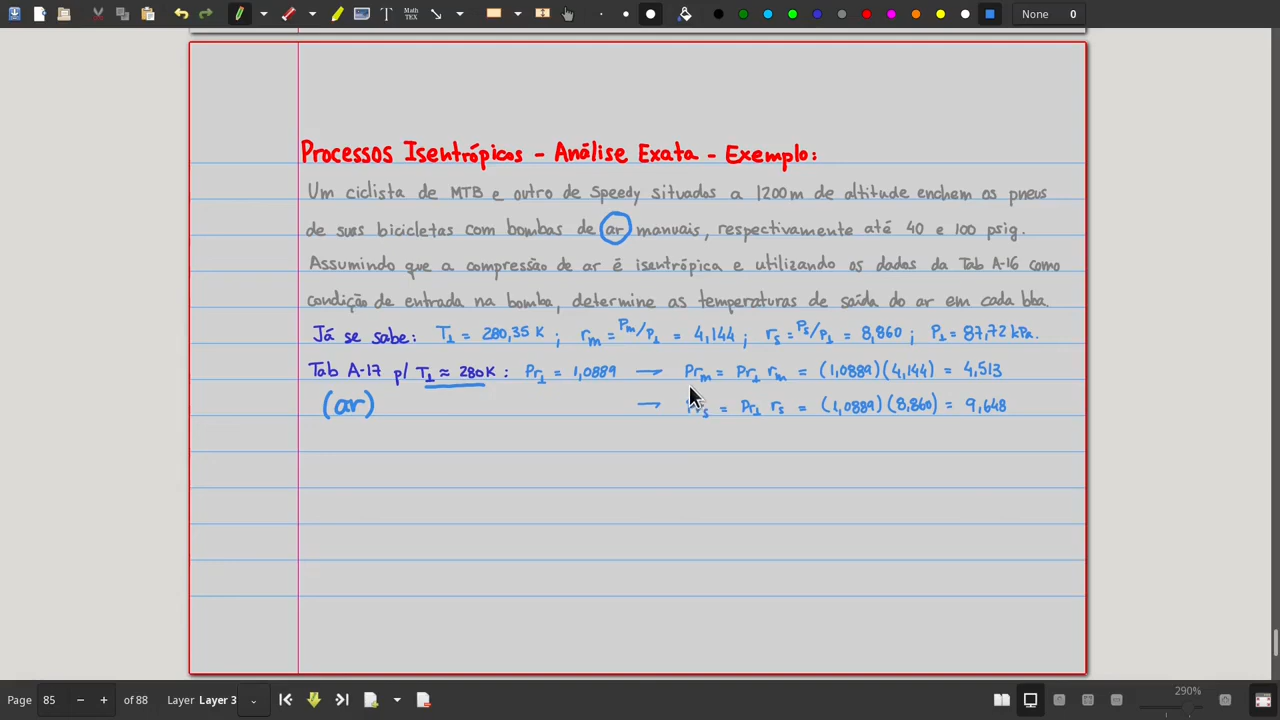 T Math TEX None 0
Processos Isentrópicos - Análise Exata - Exemplo:
Um ciclista de MTB e outro de Speedy situados a 1200m de altitude enchem os pneus
de suas bicicletas com bombas de ar manuais, respectivamente até 40 e 100 psig.
Assumindo que a compressão de ar é isentrópica e utilizando os dados da Tab A-16 como
condição de entrada na bomba, determine as temperaturas de saída do ar em cada bba.
Já se sabe: T₁ = 280,35 K ; rₘ = Pₘ/P₁ = 4,144 ; rₛ = Pₛ/P₁ = 8,860 ; P₁ = 87,72 kPa.
Tab A-17 p/ T₁ ≈ 280K : Pr₁ = 1,0889 → Prₘ = Pr₁ rₘ = (1,0889)(4,144) = 4,513
(ar) → Prₛ = Pr₁ rₛ = (1,0889)(8,860) = 9,648
Page 85 − + of 88 Layer Layer 3 290%